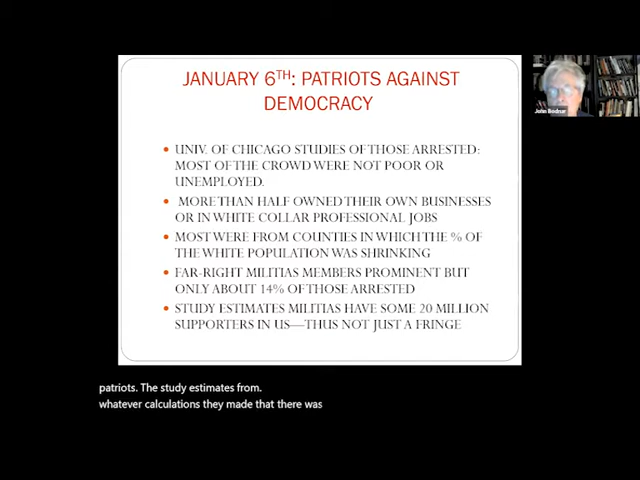 JANUARY 6TH: PATRIOTS AGAINST
DEMOCRACY
John Bodnar
• UNIV. OF CHICAGO STUDIES OF THOSE ARRESTED:
MOST OF THE CROWD WERE NOT POOR OR
UNEMPLOYED.
• MORE THAN HALF OWNED THEIR OWN BUSINESSES
OR IN WHITE COLLAR PROFESSIONAL JOBS
• MOST WERE FROM COUNTIES IN WHICH THE % OF
THE WHITE POPULATION WAS SHRINKING
• FAR-RIGHT MILITIAS MEMBERS PROMINENT BUT
ONLY ABOUT 14% OF THOSE ARRESTED
• STUDY ESTIMATES MILITIAS HAVE SOME 20 MILLION
SUPPORTERS IN US—THUS NOT JUST A FRINGE
patriots. The study estimates from.
whatever calculations they made that there was